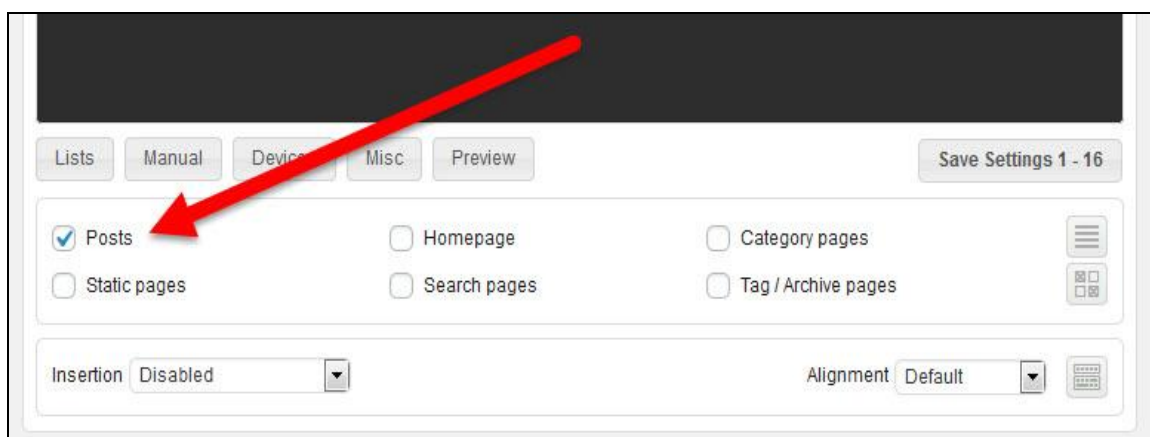 Lists Manual Misc Preview Save Settings 1 - 16
Posts Homepage Category pages
Static pages Search pages Tag / Archive pages
Insertion Disabled Alignment Default